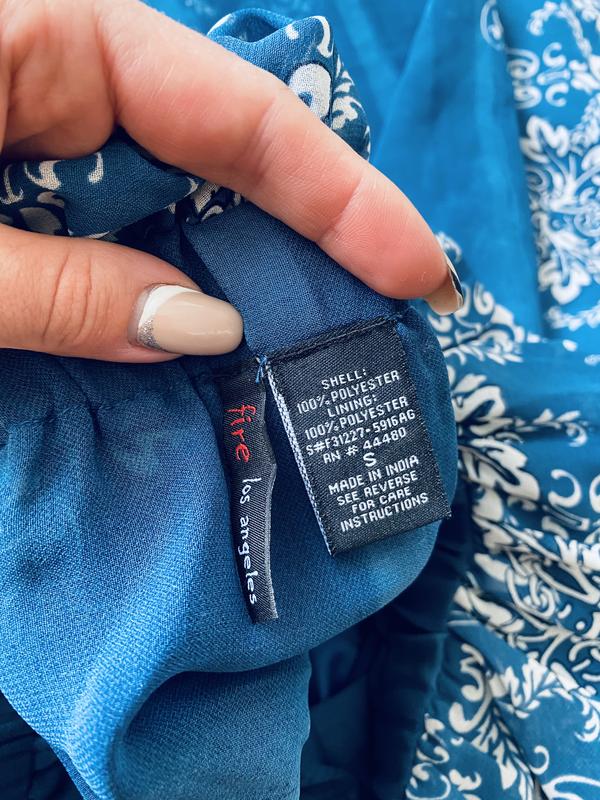 fire los angeles
SHELL:
100% POLYESTER
LINING:
100% POLYESTER
S#F31227-5916AG
RN # 44480
S
MADE IN INDIA
SEE REVERSE
FOR CARE
INSTRUCTIONS